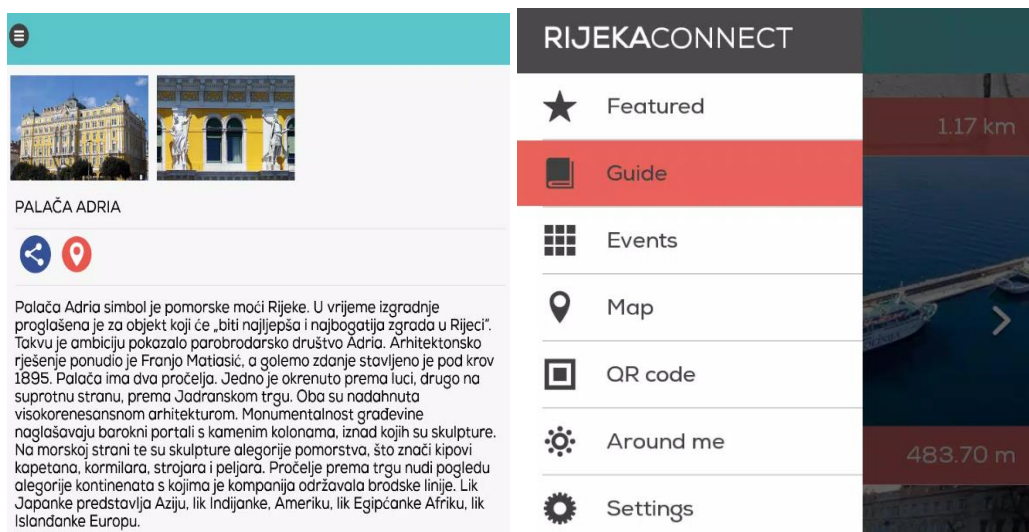 PALAČA ADRIA
Palača Adria simbol je pomorske moći Rijeke. U vrijeme izgradnje
proglašena je za objekt koji će „biti najljepša i najbogatija zgrada u Rijeci“.
Takvu je ambiciju pokazalo parobrodarsko društvo Adria. Arhitektonsko
rješenje ponudio je Franjo Matiasić, a golemo zdanje stavljeno je pod krov
1895. Palača ima dva pročelja. Jedno je okrenuto prema luci, drugo na
suprotnu stranu, prema Jadranskom trgu. Oba su nadahnuta
visokorenesansnom arhitekturom. Monumentalnost građevine
naglašavaju barokni portali s kamenim kolonama, iznad kojih su skulpture.
Na morskoj strani te su skulpture alegorije pomorstva, što znači kipovi
kapetana, kormilara, strojara i peljara. Pročelje prema trgu nudi pogledu
alegorije kontinenata s kojima je kompanija održavala brodske linije. Lik
Japanke predstavlja Aziju, lik Indijanke, Ameriku, lik Egipćanke Afriku, lik
Islanđanke Europu.
RIJEKACONNECT
Featured
1.17 km
Guide
Events
Map
QR code
Around me
483.70 m
Settings